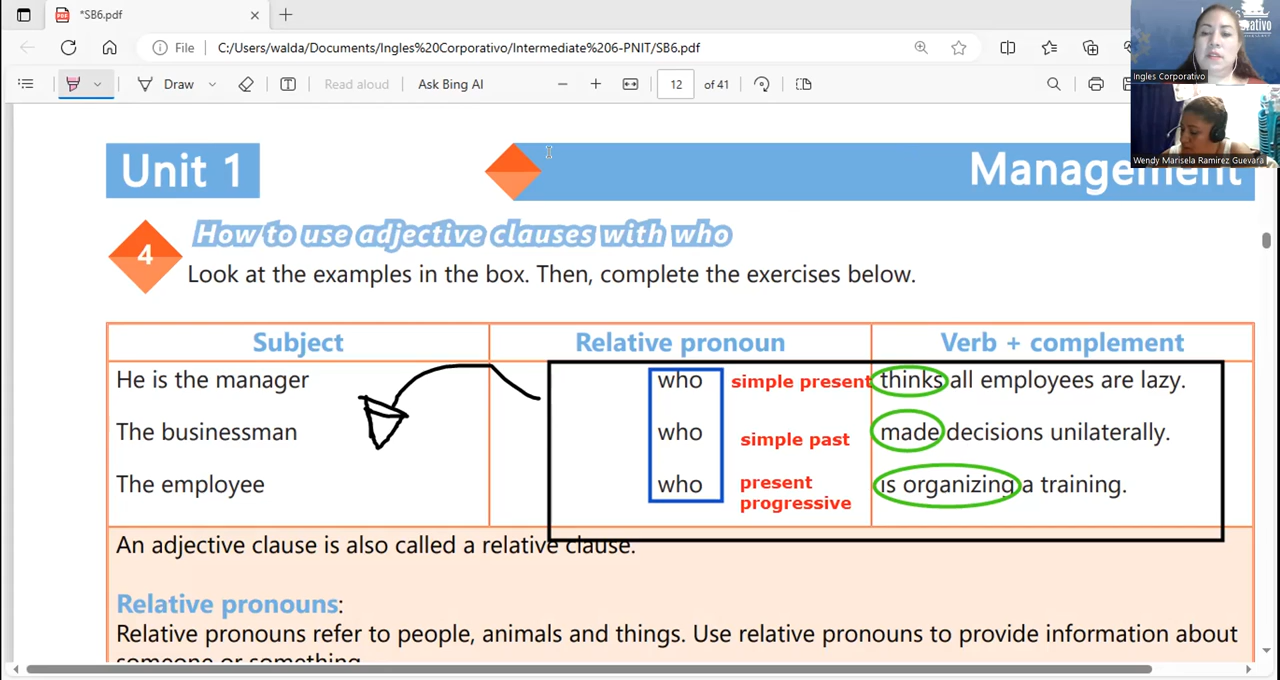 *SB6.pdf
File C:/Users/walda/Documents/Ingles%20Corporativo/Intermediate%206-PNIT/SB6.pdf
Draw Read aloud Ask Bing AI 12 of 41
Ingles Corporativo
Wendy Marisela Ramirez Guevara
Unit 1 Management
4 How to use adjective clauses with who
Look at the examples in the box. Then, complete the exercises below.
Subject Relative pronoun Verb + complement
He is the manager who simple present thinks all employees are lazy.
The businessman who simple past made decisions unilaterally.
The employee who present progressive is organizing a training.
An adjective clause is also called a relative clause.
Relative pronouns:
Relative pronouns refer to people, animals and things. Use relative pronouns to provide information about
someone or something.